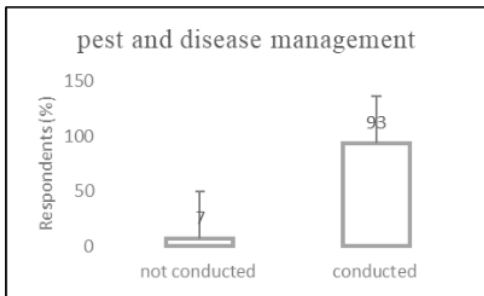 pest and disease management
Respondents (%)
150
100
50
0
7
93
not conducted
conducted